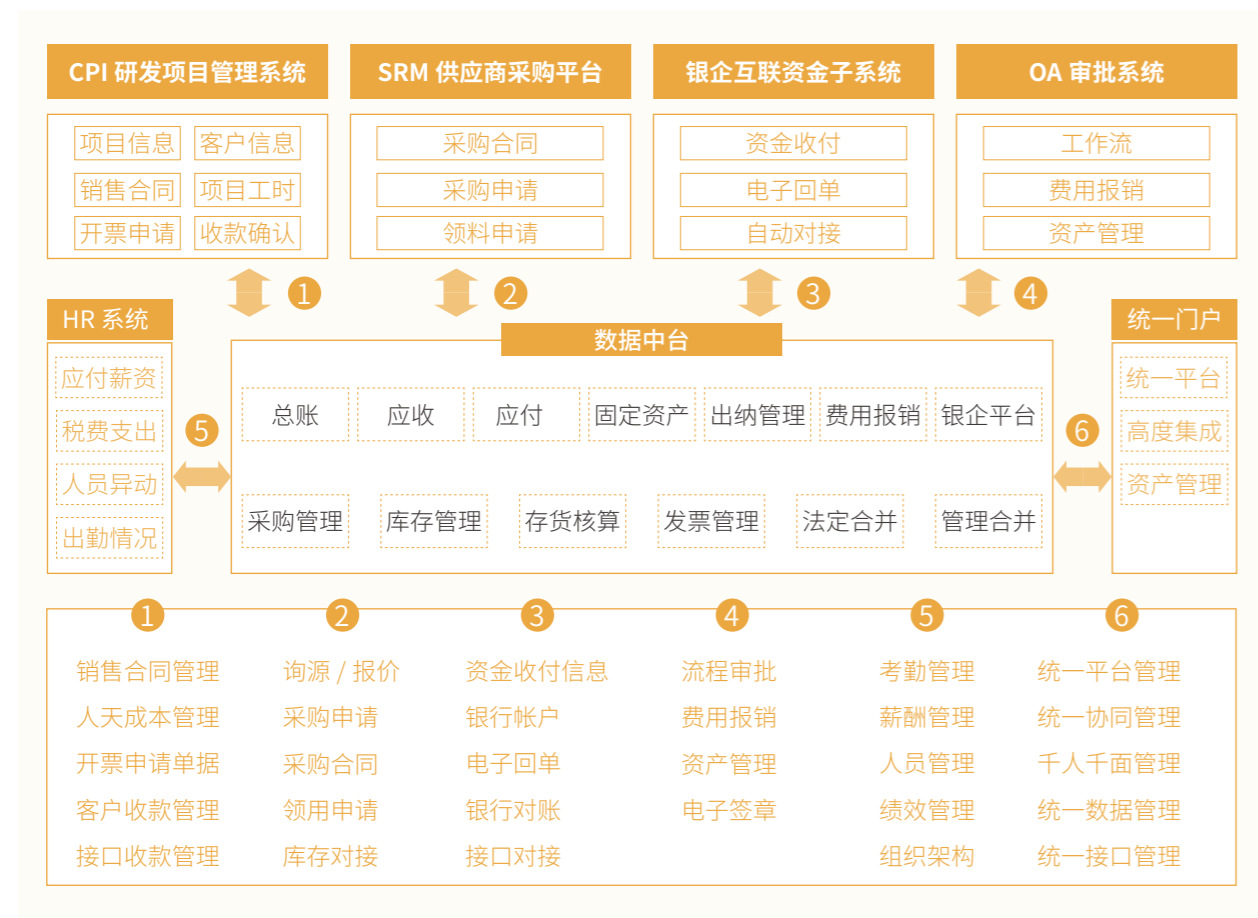 CPI 研发项目管理系统
SRM 供应商采购平台
银企互联资金子系统
OA 审批系统
项目信息 客户信息
销售合同 项目工时
开票申请 收款确认
采购合同
采购申请
领料申请
资金收付
电子回单
自动对接
工作流
费用报销
资产管理
1
2
3
4
HR 系统
应付薪资
税费支出
人员异动
出勤情况
5
数据中台
总账 应收 应付 固定资产 出纳管理 费用报销 银企平台
采购管理 库存管理 存货核算 发票管理 法定合并 管理合并
6
统一门户
统一平台
高度集成
资产管理
1
销售合同管理
人天成本管理
开票申请单据
客户收款管理
接口收款管理
2
询源 / 报价
采购申请
采购合同
领用申请
库存对接
3
资金收付信息
银行帐户
电子回单
银行对账
接口对接
4
流程审批
费用报销
资产管理
电子签章
5
考勤管理
薪酬管理
人员管理
绩效管理
组织架构
6
统一平台管理
统一协同管理
千人千面管理
统一数据管理
统一接口管理